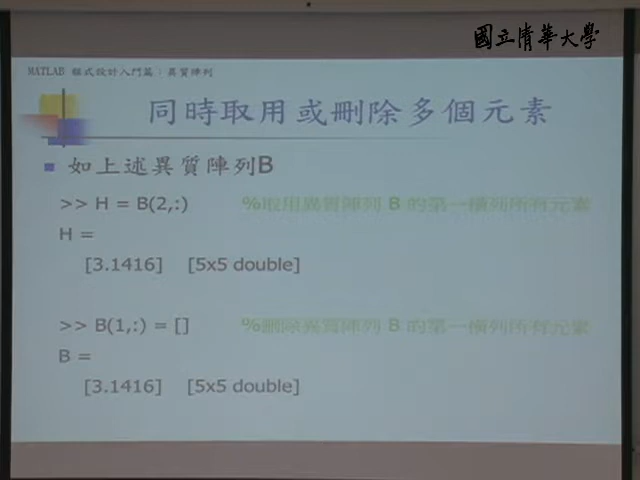 國立清華大學
MATLAB 程式設計入門篇：異質陣列
同時取用或刪除多個元素
如上述異質陣列B
>> H = B(2,:) %取用異質陣列 B 的第一橫列所有元素
H =
[3.1416] [5x5 double]
>> B(1,:) = [] %刪除異質陣列 B 的第一橫列所有元素
B =
[3.1416] [5x5 double]